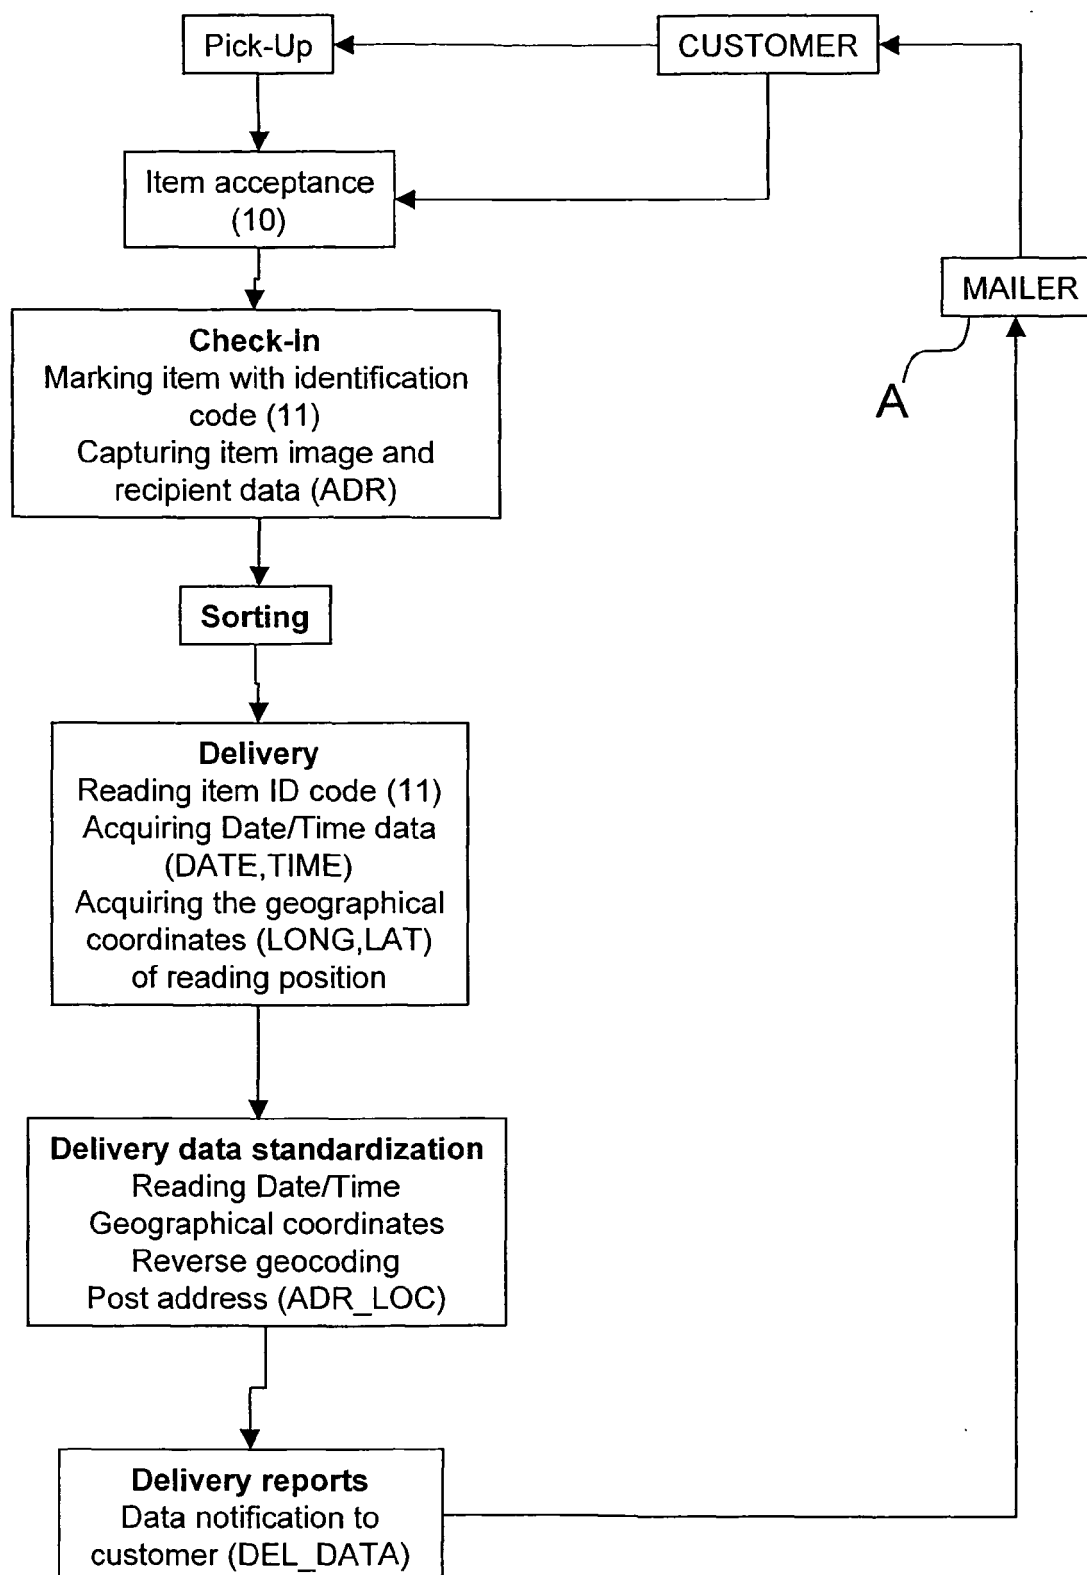 Pick-Up
CUSTOMER
Item acceptance
(10)
MAILER
A
Check-in
Marking item with identification
code (11)
Capturing item image and
recipient data (ADR)
Sorting
Delivery
Reading item ID code (11)
Acquiring Date/Time data
(DATE,TIME)
Acquiring the geographical
coordinates (LONG,LAT)
of reading position
Delivery data standardization
Reading Date/Time
Geographical coordinates
Reverse geocoding
Post address (ADR_LOC)
Delivery reports
Data notification to
customer (DEL_DATA)